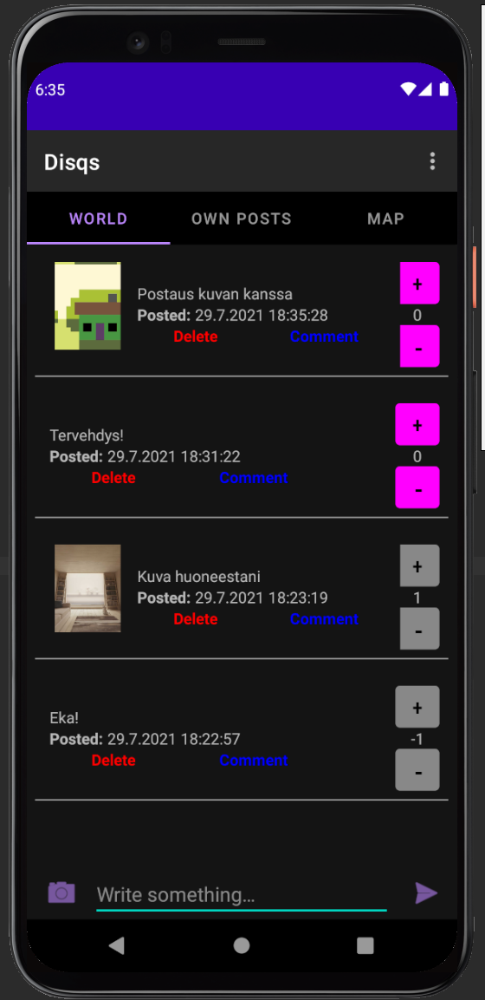 6:35
Disqs
WORLD OWN POSTS MAP
Postaus kuvan kanssa
Posted: 29.7.2021 18:35:28
Delete Comment
+
0
-
Tervehdys!
Posted: 29.7.2021 18:31:22
Delete Comment
+
0
-
Kuva huoneestani
Posted: 29.7.2021 18:23:19
Delete Comment
+
1
-
Eka!
Posted: 29.7.2021 18:22:57
Delete Comment
+
-1
-
Write something...